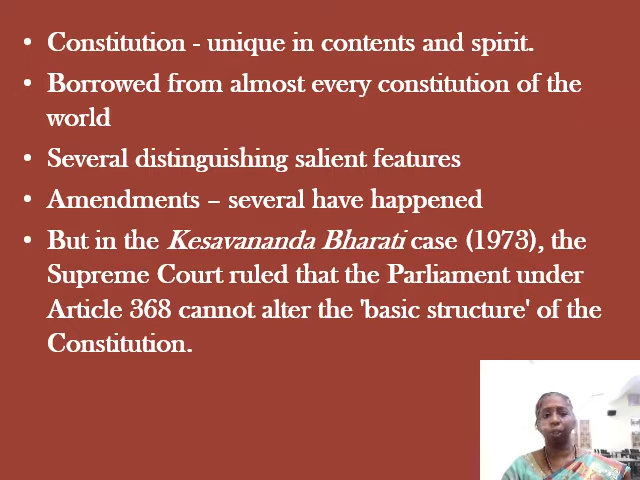 • Constitution - unique in contents and spirit.
• Borrowed from almost every constitution of the
world
• Several distinguishing salient features
• Amendments – several have happened
• But in the Kesavananda Bharati case (1973), the
Supreme Court ruled that the Parliament under
Article 368 cannot alter the 'basic structure' of the
Constitution.